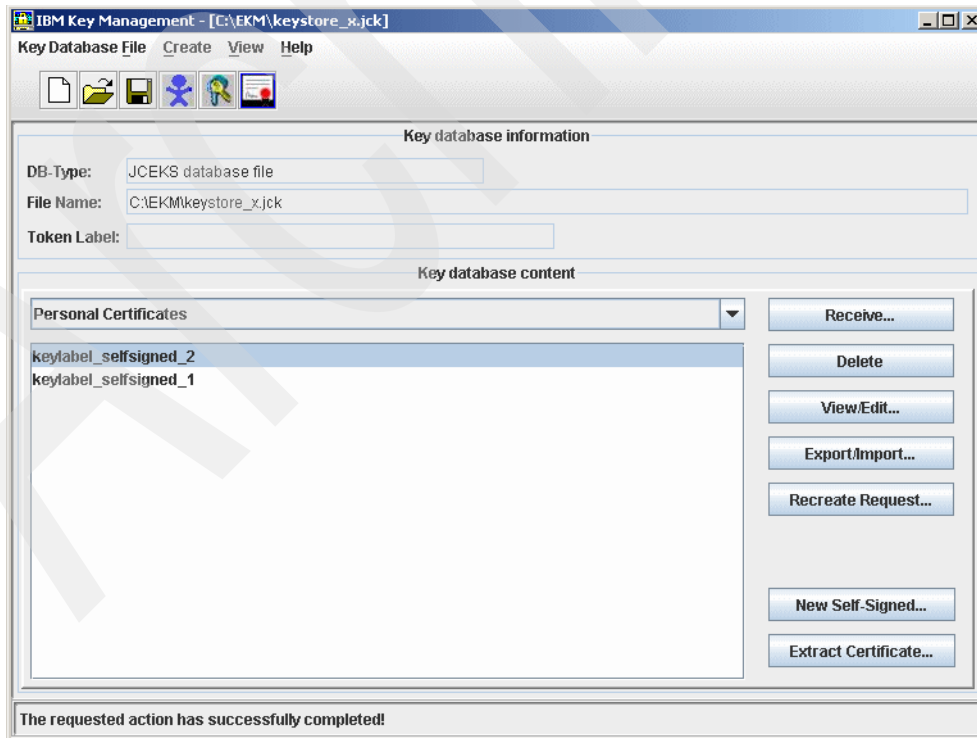 IBM Key Management - [C:\EKM\keystore_x.jck]
Key Database File Create View Help
Key database information
DB-Type: JCEKS database file
File Name: C:\EKM\keystore_x.jck
Token Label:
Key database content
Personal Certificates
Receive...
keylabel_selfsigned_2
Delete
keylabel_selfsigned_1
View/Edit...
Export/Import...
Recreate Request...
New Self-Signed...
Extract Certificate...
The requested action has successfully completed!